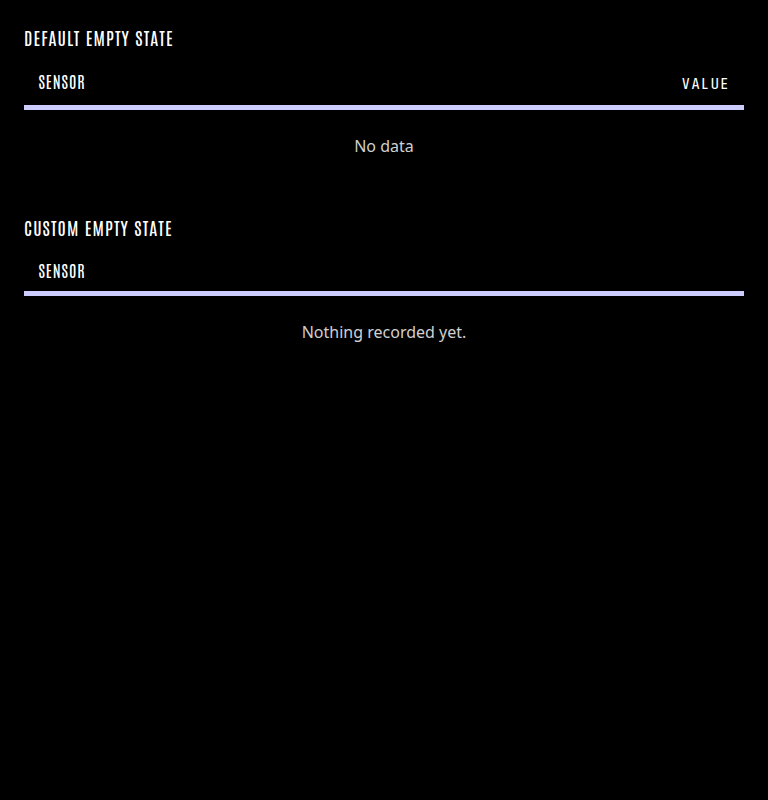 DEFAULT EMPTY STATE
SENSOR VALUE
No data
CUSTOM EMPTY STATE
SENSOR
Nothing recorded yet.